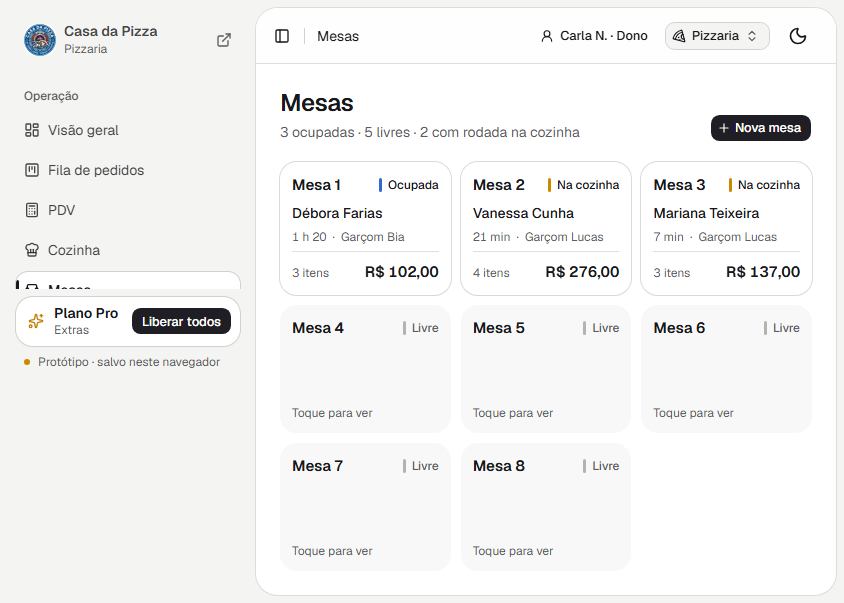 Casa da Pizza
Pizzaria
Operação
Visão geral
Fila de pedidos
PDV
Cozinha
Mesas
Plano Pro
Extras
Liberar todos
Protótipo · salvo neste navegador
Mesas
Carla N. · Dono
Pizzaria
Mesas
3 ocupadas · 5 livres · 2 com rodada na cozinha
+ Nova mesa
Mesa 1
Ocupada
Débora Farias
1 h 20 · Garçom Bia
3 itens
R$ 102,00
Mesa 2
Na cozinha
Vanessa Cunha
21 min · Garçom Lucas
4 itens
R$ 276,00
Mesa 3
Na cozinha
Mariana Teixeira
7 min · Garçom Lucas
3 itens
R$ 137,00
Mesa 4
Livre
Toque para ver
Mesa 5
Livre
Toque para ver
Mesa 6
Livre
Toque para ver
Mesa 7
Livre
Toque para ver
Mesa 8
Livre
Toque para ver